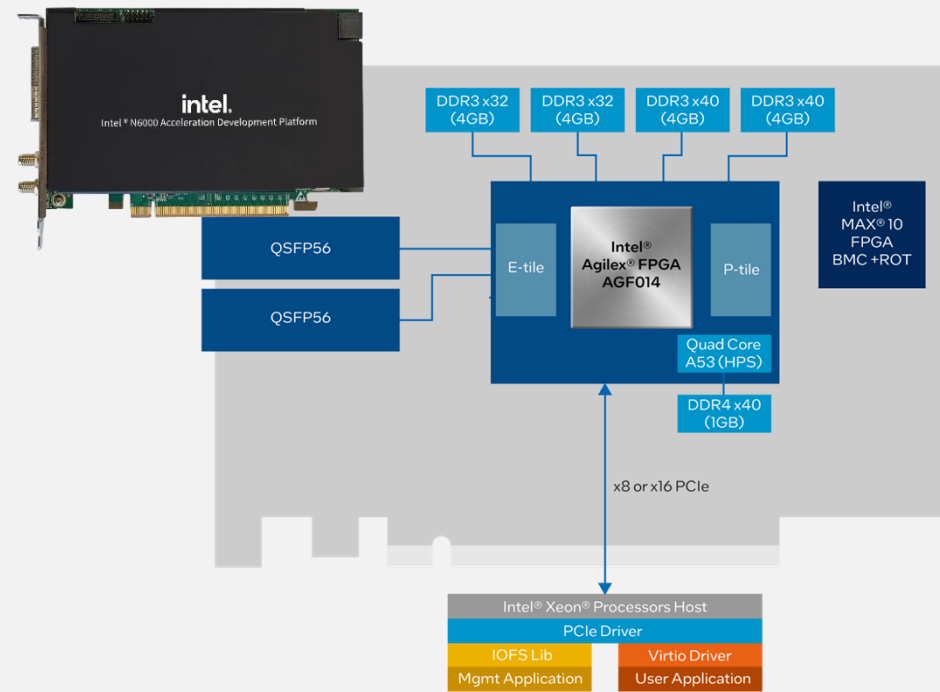 intel.
Intel® N6000 Acceleration Development Platform
DDR3 x32
(4GB)
DDR3 x32
(4GB)
DDR3 x40
(4GB)
DDR3 x40
(4GB)
QSFP56
QSFP56
E-tile
Intel®
Agilex® FPGA
AGF014
P-tile
Intel®
MAX® 10
FPGA
BMC +ROT
Quad Core
A53 (HPS)
DDR4 x40
(1GB)
x8 or x16 PCIe
Intel® Xeon® Processors Host
PCIe Driver
IOFS Lib
Virtio Driver
Mgmt Application
User Application